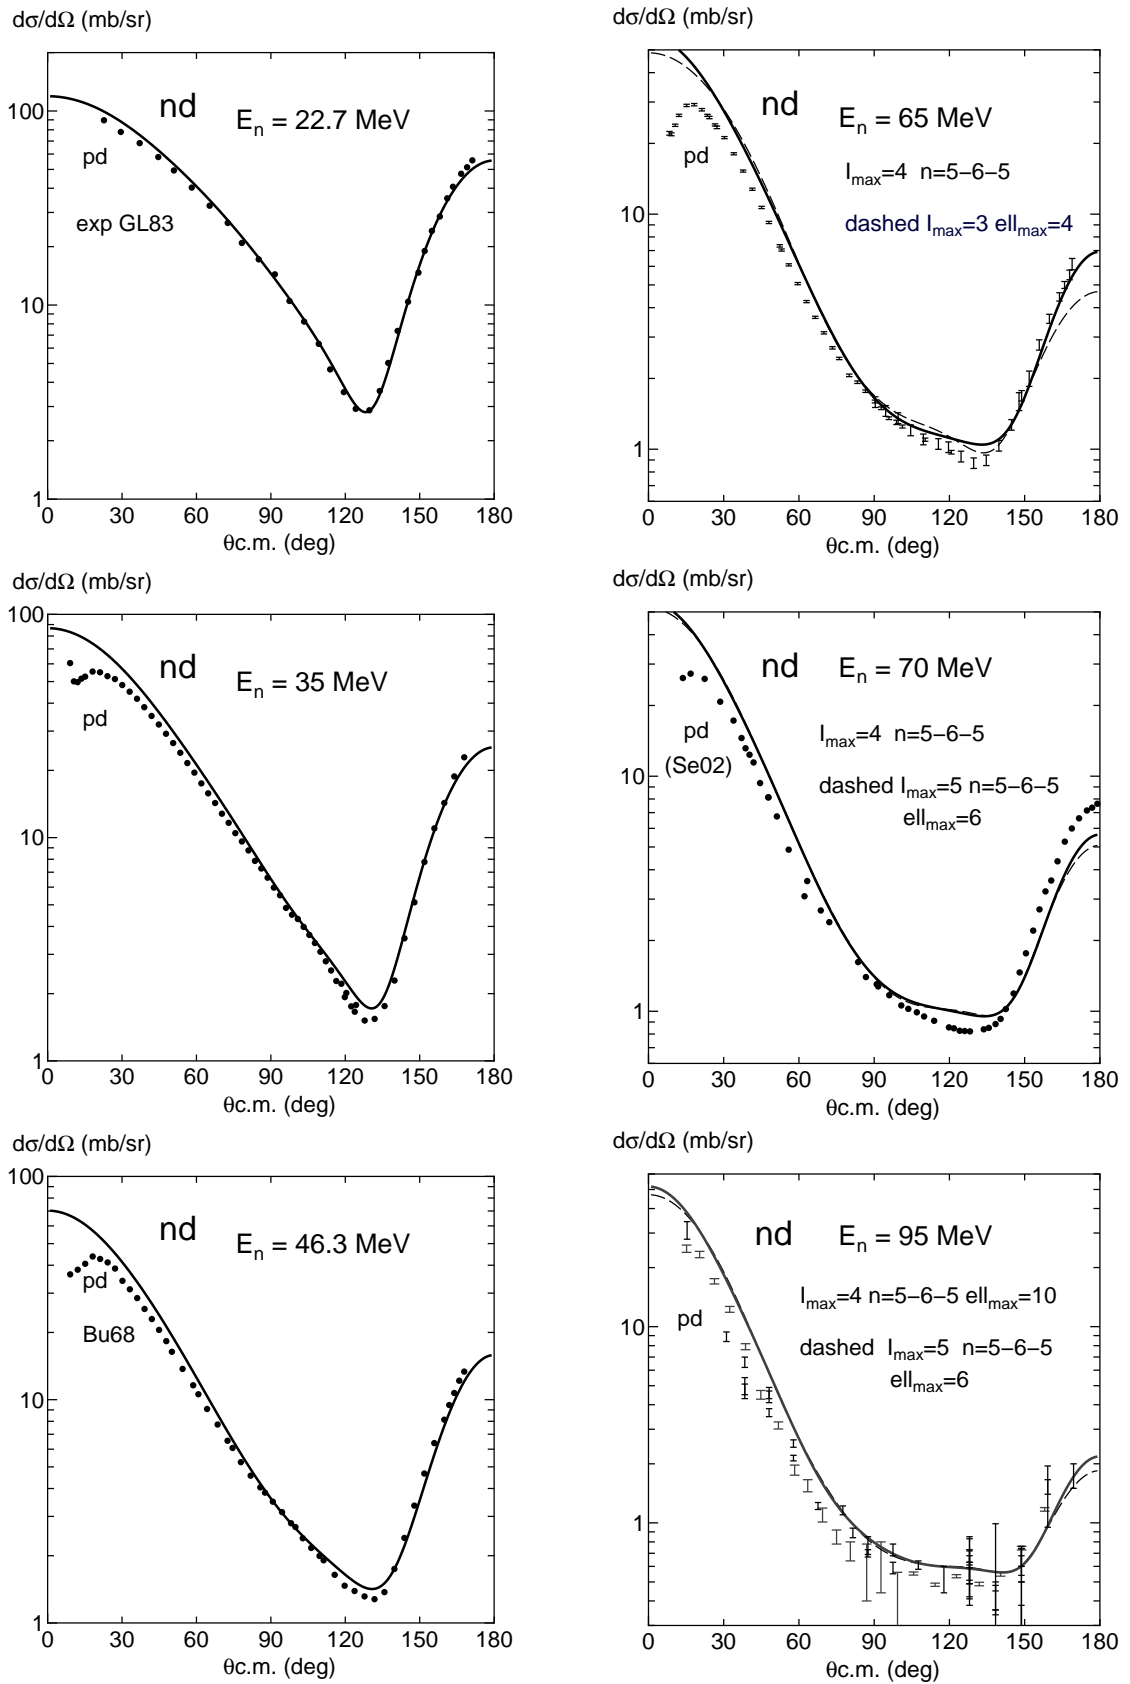 dσ/dΩ (mb/sr)
100
10
1
nd
E_n = 22.7 MeV
pd
exp GL83
0 30 60 90 120 150 180
θc.m. (deg)
dσ/dΩ (mb/sr)
10
1
nd
E_n = 65 MeV
pd
I_max=4 n=5−6−5
dashed I_max=3 ell_max=4
0 30 60 90 120 150 180
θc.m. (deg)
dσ/dΩ (mb/sr)
100
10
1
nd
E_n = 35 MeV
pd
0 30 60 90 120 150 180
θc.m. (deg)
dσ/dΩ (mb/sr)
10
1
nd
E_n = 70 MeV
pd
(Se02)
I_max=4 n=5−6−5
dashed I_max=5 n=5−6−5
ell_max=6
0 30 60 90 120 150 180
θc.m. (deg)
dσ/dΩ (mb/sr)
100
10
1
nd
E_n = 46.3 MeV
pd
Bu68
0 30 60 90 120 150 180
θc.m. (deg)
dσ/dΩ (mb/sr)
10
1
nd
E_n = 95 MeV
pd
I_max=4 n=5−6−5 ell_max=10
dashed I_max=5 n=5−6−5
ell_max=6
0 30 60 90 120 150 180
θc.m. (deg)